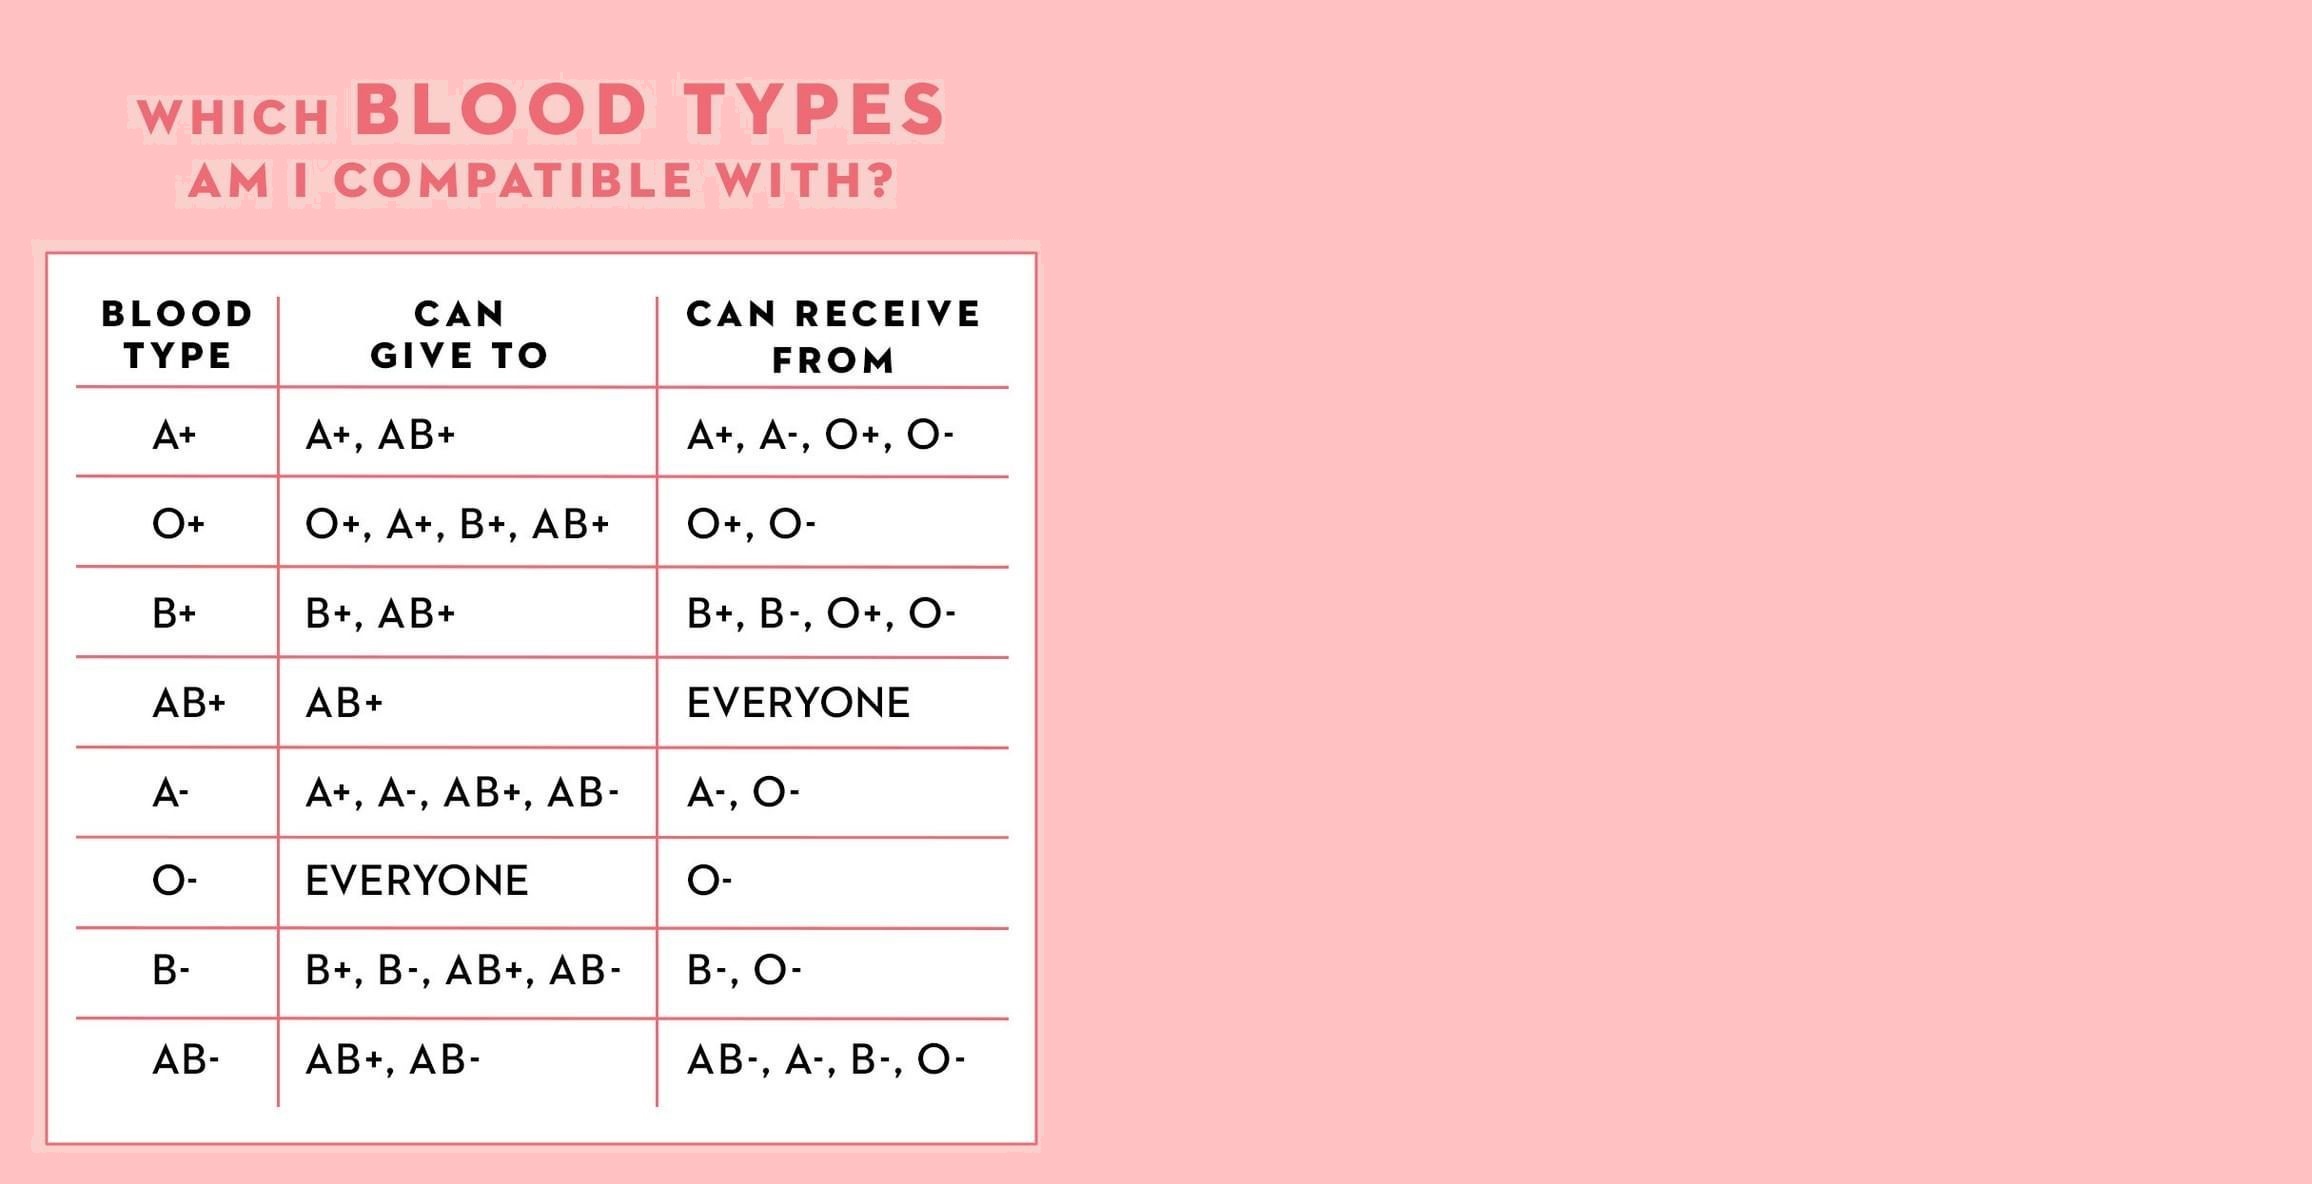 WHICH BLOOD TYPES
AM I COMPATIBLE WITH?
BLOOD TYPE CAN GIVE TO CAN RECEIVE FROM
A+ A+, AB+ A+, A-, O+, O-
O+ O+, A+, B+, AB+ O+, O-
B+ B+, AB+ B+, B-, O+, O-
AB+ AB+ EVERYONE
A- A+, A-, AB+, AB- A-, O-
O- EVERYONE O-
B- B+, B-, AB+, AB- B-, O-
AB- AB+, AB- AB-, A-, B-, O-